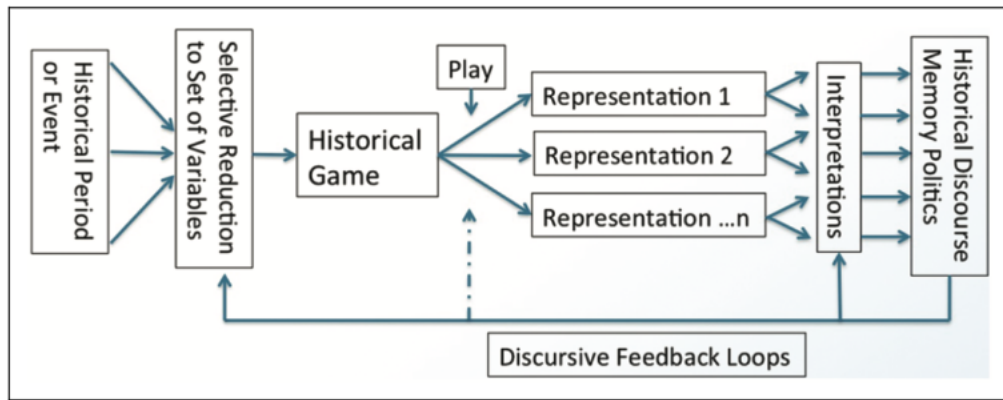 Historical Period
or Event
Selective Reduction
to Set of Variables
Historical
Game
Play
Representation 1
Representation 2
Representation ...n
Interpretations
Historical Discourse
Memory Politics
Discursive Feedback Loops